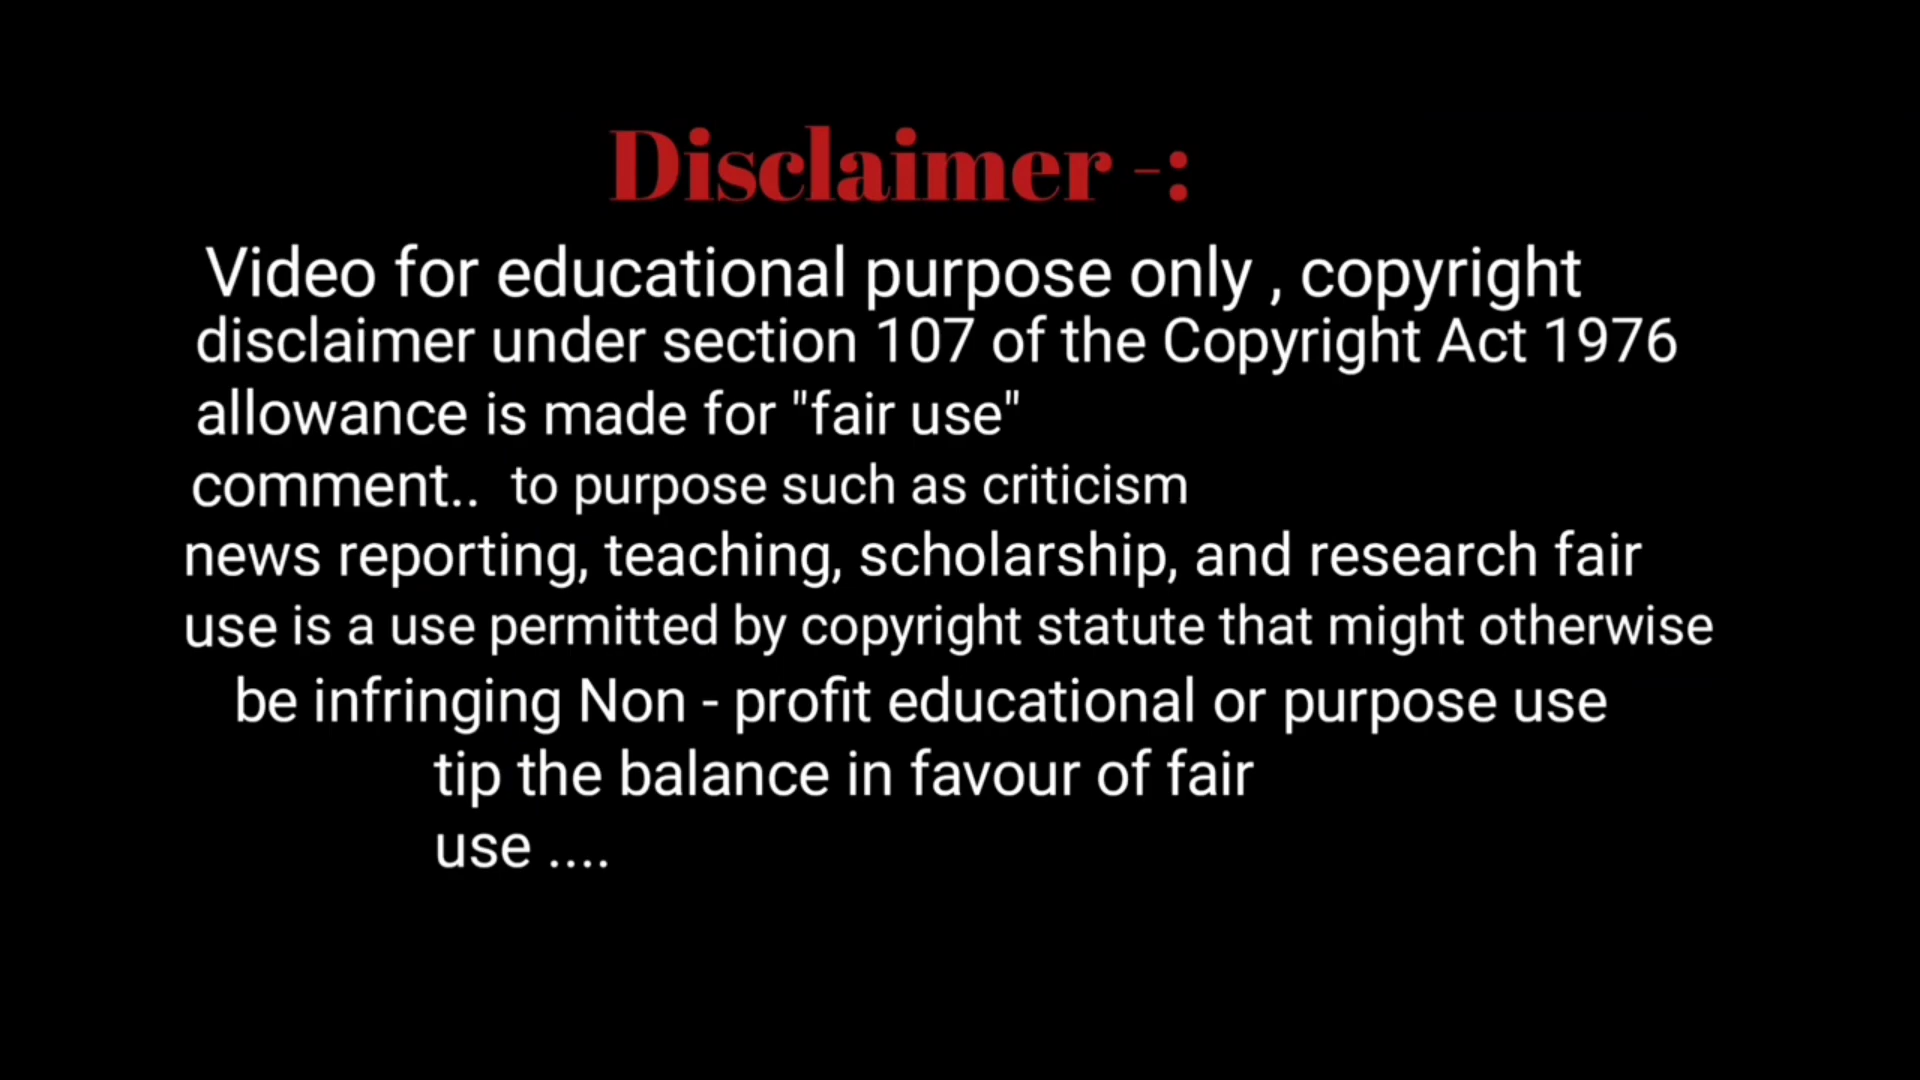 Disclaimer -:
Video for educational purpose only , copyright
disclaimer under section 107 of the Copyright Act 1976
allowance is made for "fair use"
comment.. to purpose such as criticism
news reporting, teaching, scholarship, and research fair
use is a use permitted by copyright statute that might otherwise
be infringing Non - profit educational or purpose use
tip the balance in favour of fair
use ....